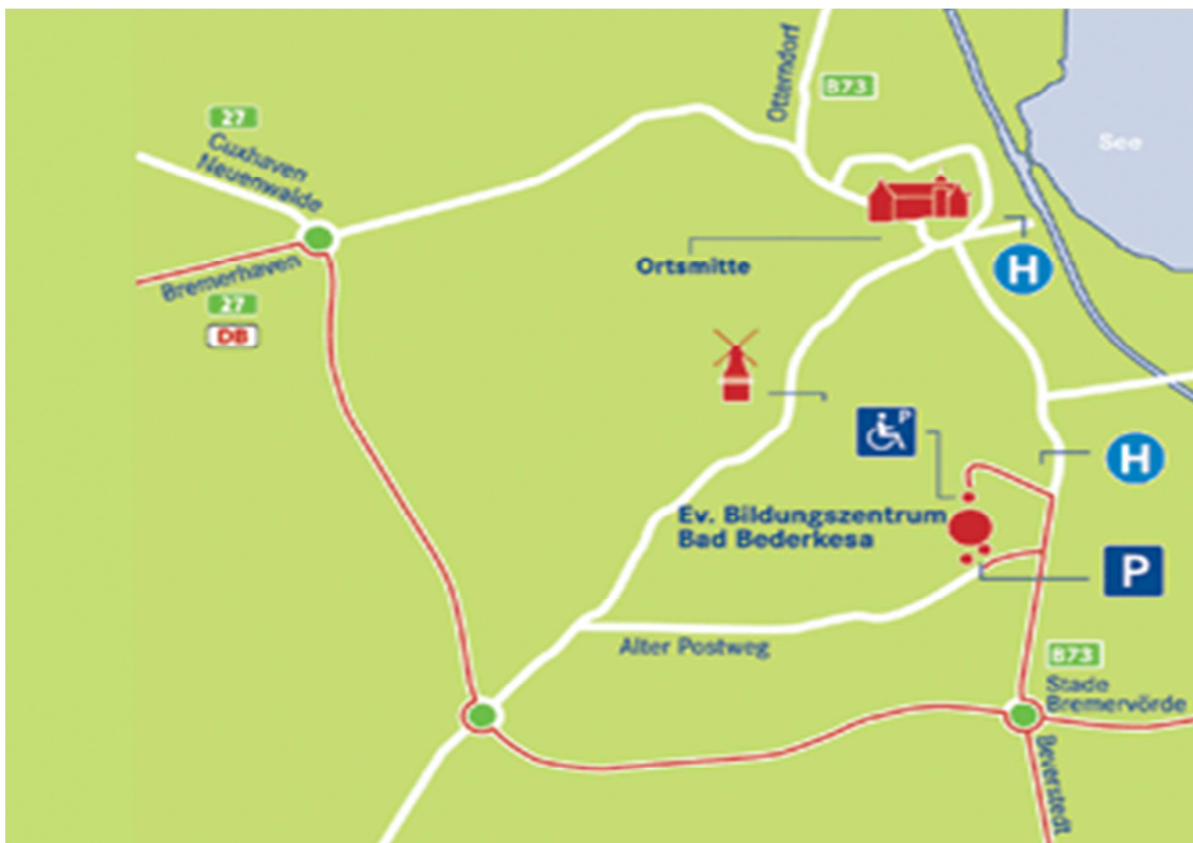 Otterndorf
B73
See
27
Cuxhaven
Neuenwalde
Bremerhaven
27
DB
Ortsmitte
H
P
H
Ev. Bildungszentrum
Bad Bederkesa
P
Alter Postweg
B73
Stade
Bremervörde
Beverstedt